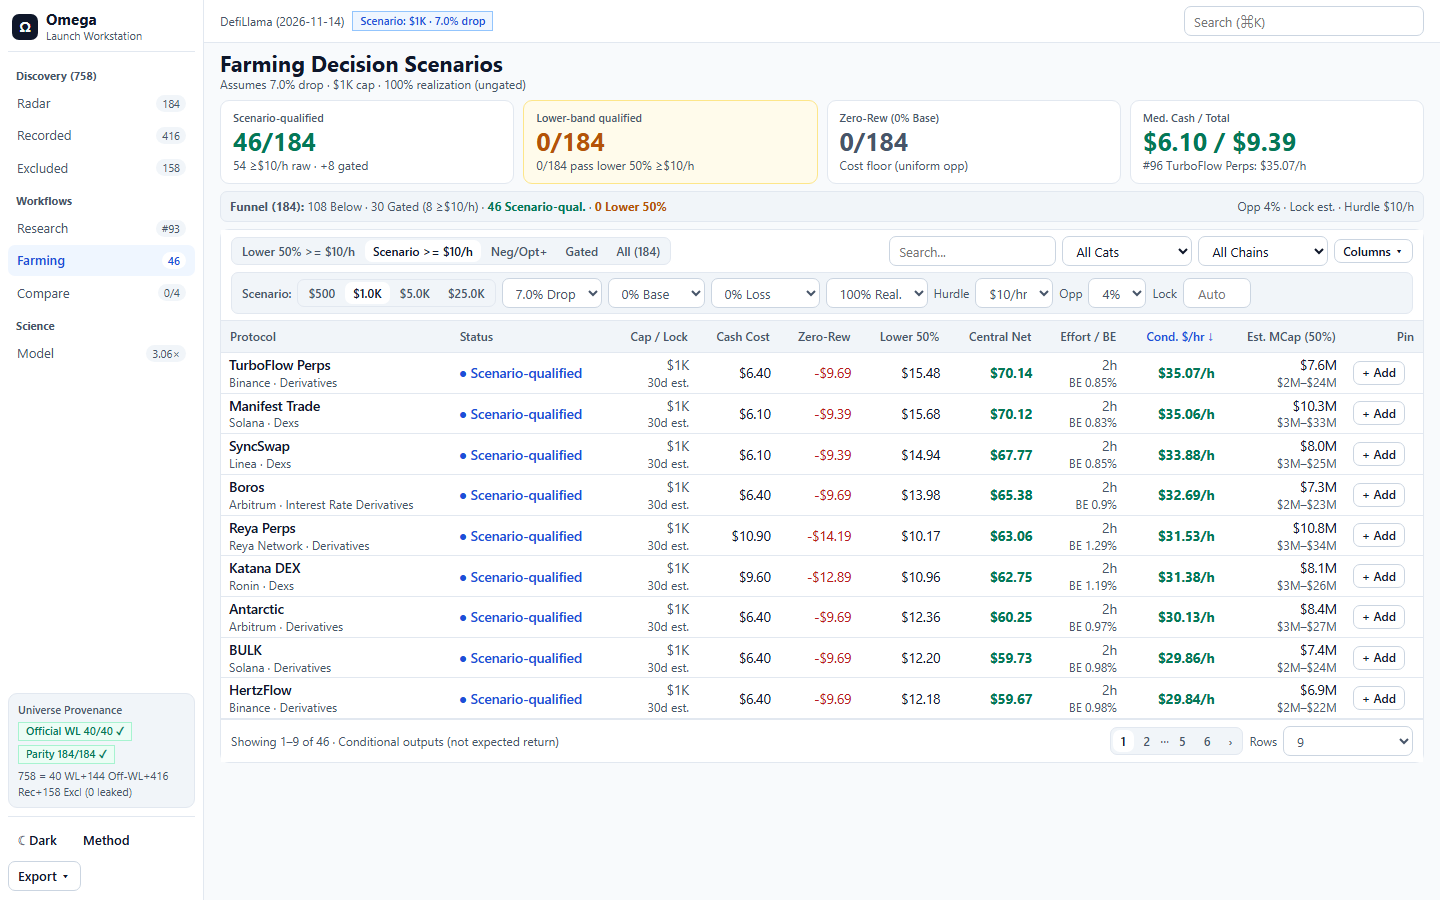 Ω
Omega
Launch Workstation
Discovery (758)
Radar 184
Recorded 416
Excluded 158
Workflows
Research #93
Farming 46
Compare 0/4
Science
Model 3.06×
Universe Provenance
Official WL 40/40 ✓
Parity 184/184 ✓
758 = 40 WL+144 Off-WL+416
Rec+158 Excl (0 leaked)
☾ Dark Method
Export ▾
DefiLlama (2026-11-14) Scenario: $1K · 7.0% drop Search (⌘K)
Farming Decision Scenarios
Assumes 7.0% drop · $1K cap · 100% realization (ungated)
Scenario-qualified
46/184
54 ≥$10/h raw · +8 gated
Lower-band qualified
0/184
0/184 pass lower 50% ≥$10/h
Zero-Rew (0% Base)
0/184
Cost floor (uniform opp)
Med. Cash / Total
$6.10 / $9.39
#96 TurboFlow Perps: $35.07/h
Funnel (184): 108 Below · 30 Gated (8 ≥$10/h) · 46 Scenario-qual. · 0 Lower 50% Opp 4% · Lock est. · Hurdle $10/h
Lower 50% >= $10/h Scenario >= $10/h Neg/Opt+ Gated All (184) Search... All Cats All Chains Columns ▾
Scenario: $500 $1.0K $5.0K $25.0K 7.0% Drop 0% Base 0% Loss 100% Real. Hurdle $10/hr Opp 4% Lock Auto
Protocol Status Cap / Lock Cash Cost Zero-Rew Lower 50% Central Net Effort / BE Cond. $/hr ↓ Est. MCap (50%) Pin
TurboFlow Perps $1K 2h $7.6M
● Scenario-qualified $6.40 -$9.69 $15.48 $70.14 $35.07/h + Add
Binance · Derivatives 30d est. BE 0.85% $2M–$24M
Manifest Trade $1K 2h $10.3M
● Scenario-qualified $6.10 -$9.39 $15.68 $70.12 $35.06/h + Add
Solana · Dexs 30d est. BE 0.83% $3M–$33M
SyncSwap $1K 2h $8.0M
● Scenario-qualified $6.10 -$9.39 $14.94 $67.77 $33.88/h + Add
Linea · Dexs 30d est. BE 0.85% $3M–$25M
Boros $1K 2h $7.3M
● Scenario-qualified $6.40 -$9.69 $13.98 $65.38 $32.69/h + Add
Arbitrum · Interest Rate Derivatives 30d est. BE 0.9% $2M–$23M
Reya Perps $1K 2h $10.8M
● Scenario-qualified $10.90 -$14.19 $10.17 $63.06 $31.53/h + Add
Reya Network · Derivatives 30d est. BE 1.29% $3M–$34M
Katana DEX $1K 2h $8.1M
● Scenario-qualified $9.60 -$12.89 $10.96 $62.75 $31.38/h + Add
Ronin · Dexs 30d est. BE 1.19% $3M–$26M
Antarctic $1K 2h $8.4M
● Scenario-qualified $6.40 -$9.69 $12.36 $60.25 $30.13/h + Add
Arbitrum · Derivatives 30d est. BE 0.97% $3M–$27M
BULK $1K 2h $7.4M
● Scenario-qualified $6.40 -$9.69 $12.20 $59.73 $29.86/h + Add
Solana · Derivatives 30d est. BE 0.98% $2M–$24M
HertzFlow $1K 2h $6.9M
● Scenario-qualified $6.40 -$9.69 $12.18 $59.67 $29.84/h + Add
Binance · Derivatives 30d est. BE 0.98% $2M–$22M
Showing 1–9 of 46 · Conditional outputs (not expected return) 1 2 ... 5 6 › Rows 9